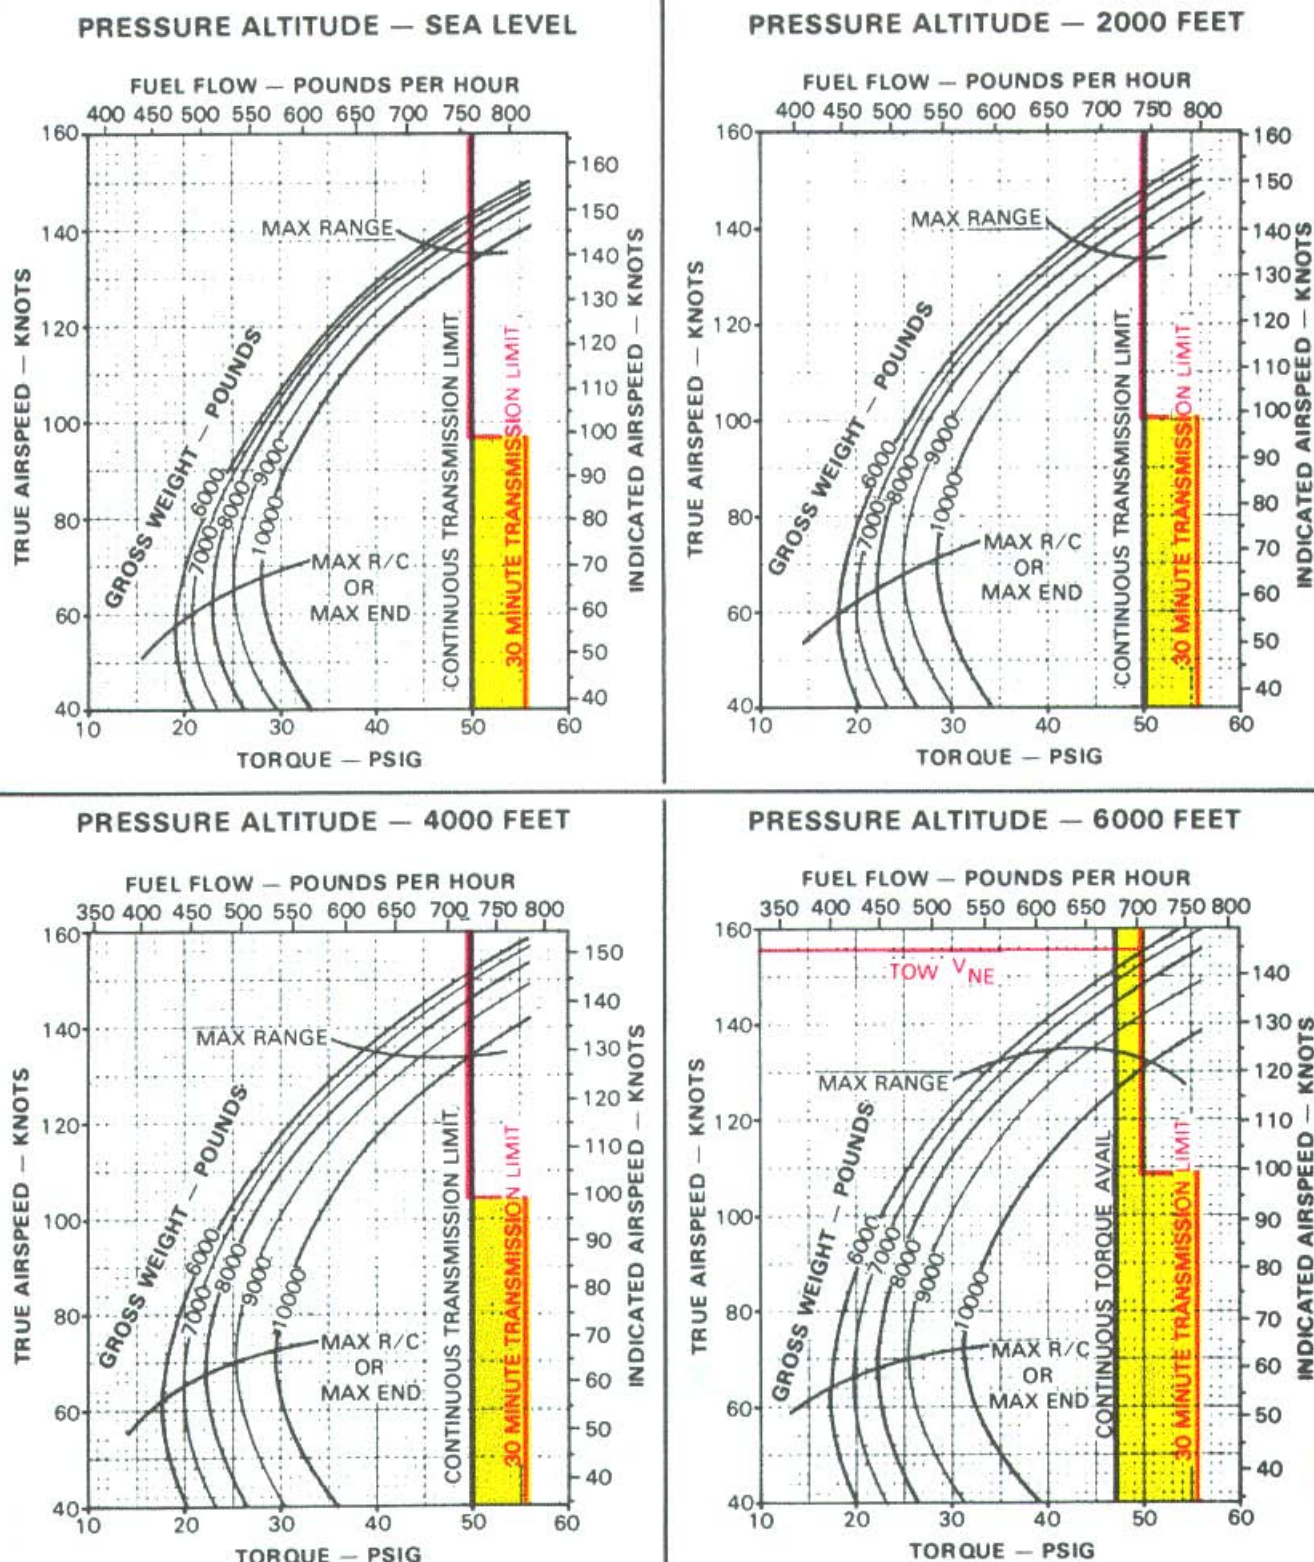 PRESSURE ALTITUDE — SEA LEVEL
FUEL FLOW — POUNDS PER HOUR
400 450 500 550 600 650 700 750 800
160
140
120
100
80
60
40
TRUE AIRSPEED — KNOTS
160
150
140
130
120
110
100
90
80
70
60
50
40
INDICATED AIRSPEED — KNOTS
MAX RANGE
GROSS WEIGHT — POUNDS
6000
7000
8000
9000
10000
MAX R/C
OR
MAX END
CONTINUOUS TRANSMISSION LIMIT
30 MINUTE TRANSMISSION LIMIT
10 20 30 40 50 60
TORQUE — PSIG
PRESSURE ALTITUDE — 2000 FEET
FUEL FLOW — POUNDS PER HOUR
400 450 500 550 600 650 700 750 800
160
140
120
100
80
60
40
TRUE AIRSPEED — KNOTS
160
150
140
130
120
110
100
90
80
70
60
50
40
INDICATED AIRSPEED — KNOTS
MAX RANGE
GROSS WEIGHT — POUNDS
6000
7000
8000
9000
10000
MAX R/C
OR
MAX END
CONTINUOUS TRANSMISSION LIMIT
30 MINUTE TRANSMISSION LIMIT
10 20 30 40 50 60
TORQUE — PSIG
PRESSURE ALTITUDE — 4000 FEET
FUEL FLOW — POUNDS PER HOUR
350 400 450 500 550 600 650 700 750 800
160
140
120
100
80
60
40
TRUE AIRSPEED — KNOTS
150
140
130
120
110
100
90
80
70
60
50
40
INDICATED AIRSPEED — KNOTS
MAX RANGE
GROSS WEIGHT — POUNDS
6000
7000
8000
9000
10000
MAX R/C
OR
MAX END
CONTINUOUS TRANSMISSION LIMIT
30 MINUTE TRANSMISSION LIMIT
10 20 30 40 50 60
TORQUE — PSIG
PRESSURE ALTITUDE — 6000 FEET
FUEL FLOW — POUNDS PER HOUR
350 400 450 500 550 600 650 700 750 800
160
140
120
100
80
60
40
TRUE AIRSPEED — KNOTS
140
130
120
110
100
90
80
70
60
50
40
INDICATED AIRSPEED — KNOTS
TOW VNE
MAX RANGE
GROSS WEIGHT — POUNDS
6000
7000
8000
9000
10000
MAX R/C
OR
MAX END
CONTINUOUS TORQUE AVAIL
30 MINUTE TRANSMISSION LIMIT
10 20 30 40 50 60
TORQUE — PSIG